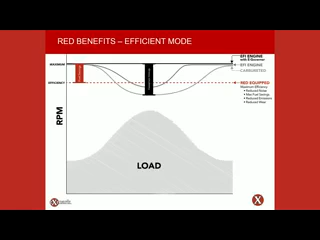 RED BENEFITS – EFFICIENT MODE
MAXIMUM
EFI ENGINE
with E-Governor
EFI ENGINE
CARBURETED
EFFICIENCY
RED EQUIPPED
Maximum Efficiency
• Reduced Noise
• Max Fuel Savings
• Reduced Emissions
• Reduced Wear
RPM
LOAD
X